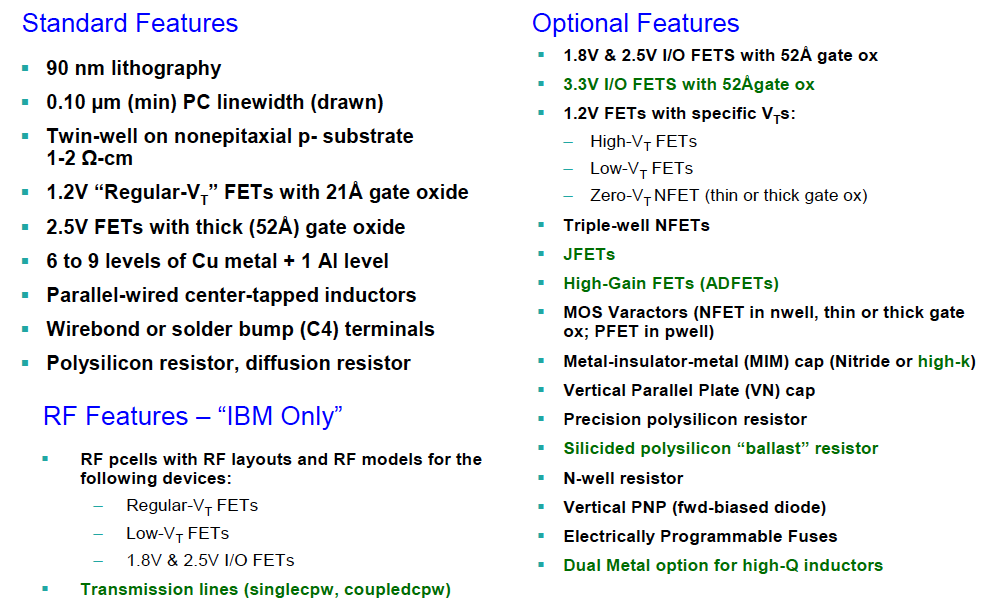 Standard Features
90 nm lithography
0.10 µm (min) PC linewidth (drawn)
Twin-well on nonepitaxial p- substrate
1-2 Ω-cm
1.2V “Regular-VT” FETs with 21Å gate oxide
2.5V FETs with thick (52Å) gate oxide
6 to 9 levels of Cu metal + 1 Al level
Parallel-wired center-tapped inductors
Wirebond or solder bump (C4) terminals
Polysilicon resistor, diffusion resistor
RF Features – “IBM Only”
RF pcells with RF layouts and RF models for the
following devices:
– Regular-VT FETs
– Low-VT FETs
– 1.8V & 2.5V I/O FETs
Transmission lines (singlecpw, coupledcpw)
Optional Features
1.8V & 2.5V I/O FETS with 52Å gate ox
3.3V I/O FETS with 52Ågate ox
1.2V FETs with specific VTs:
– High-VT FETs
– Low-VT FETs
– Zero-VT NFET (thin or thick gate ox)
Triple-well NFETs
JFETs
High-Gain FETs (ADFETs)
MOS Varactors (NFET in nwell, thin or thick gate
ox; PFET in pwell)
Metal-insulator-metal (MIM) cap (Nitride or high-k)
Vertical Parallel Plate (VN) cap
Precision polysilicon resistor
Silicided polysilicon “ballast” resistor
N-well resistor
Vertical PNP (fwd-biased diode)
Electrically Programmable Fuses
Dual Metal option for high-Q inductors